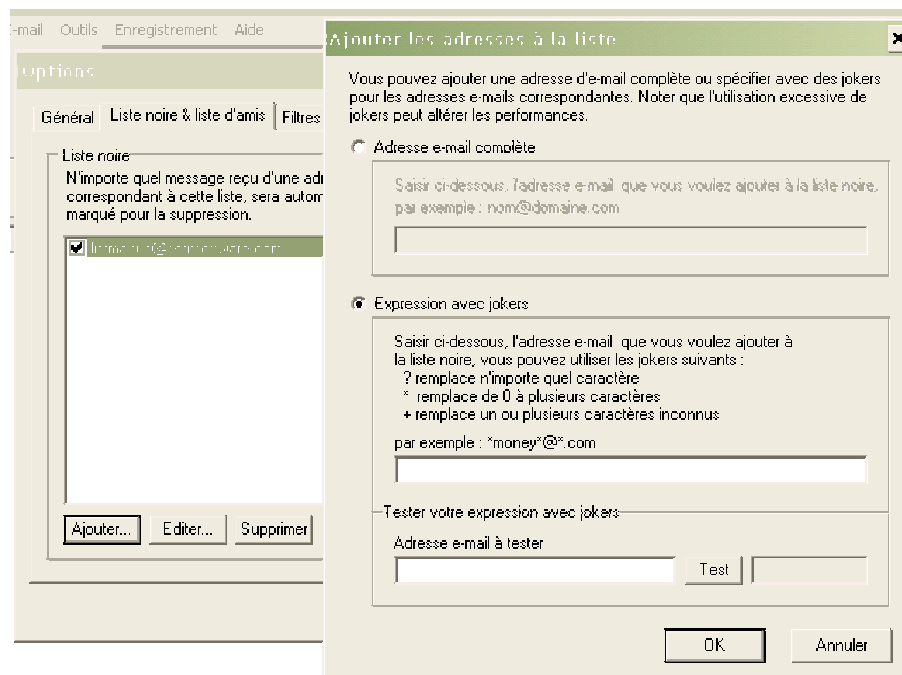 -mail Outils Enregistrement Aide
Options
Général Liste noire & liste d'amis Filtres
Liste noire
N'importe quel message reçu d'une adr
correspondant à cette liste, sera autom
marqué pour la suppression.
Ajouter... Editer... Supprimer
Ajouter les adresses à la liste
Vous pouvez ajouter une adresse d'e-mail complète ou spécifier avec des jokers
pour les adresses e-mails correspondantes. Noter que l'utilisation excessive de
jokers peut altérer les performances.
Adresse e-mail complète
Saisir ci-dessous, l'adresse e-mail que vous voulez ajouter à la liste noire,
par exemple : nom@domaine.com
Expression avec jokers
Saisir ci-dessous, l'adresse e-mail que vous voulez ajouter à
la liste noire, vous pouvez utiliser les jokers suivants :
? remplace n'importe quel caractère
* remplace de 0 à plusieurs caractères
+ remplace un ou plusieurs caractères inconnus
par exemple : *money*@*.com
Tester votre expression avec jokers
Adresse e-mail à tester
Test
OK Annuler